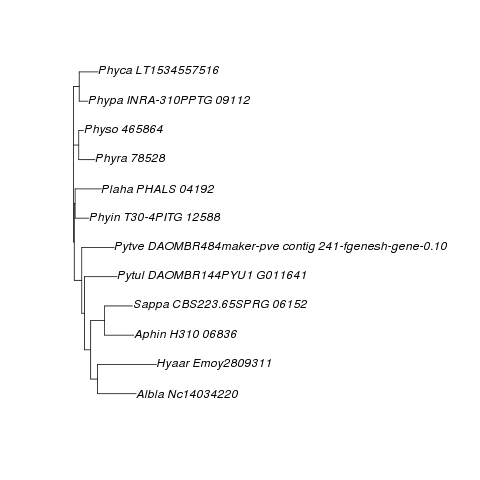 Phyca LT1534557516
Phypa INRA-310PPTG 09112
Physo 465864
Phyra 78528
Plaha PHALS 04192
Phyin T30-4PITG 12588
Pytve DAOMBR484maker-pve contig 241-fgenesh-gene-0.10
Pytul DAOMBR144PYU1 G011641
Sappa CBS223.65SPRG 06152
Aphin H310 06836
Hyaar Emoy2809311
Albla Nc14034220